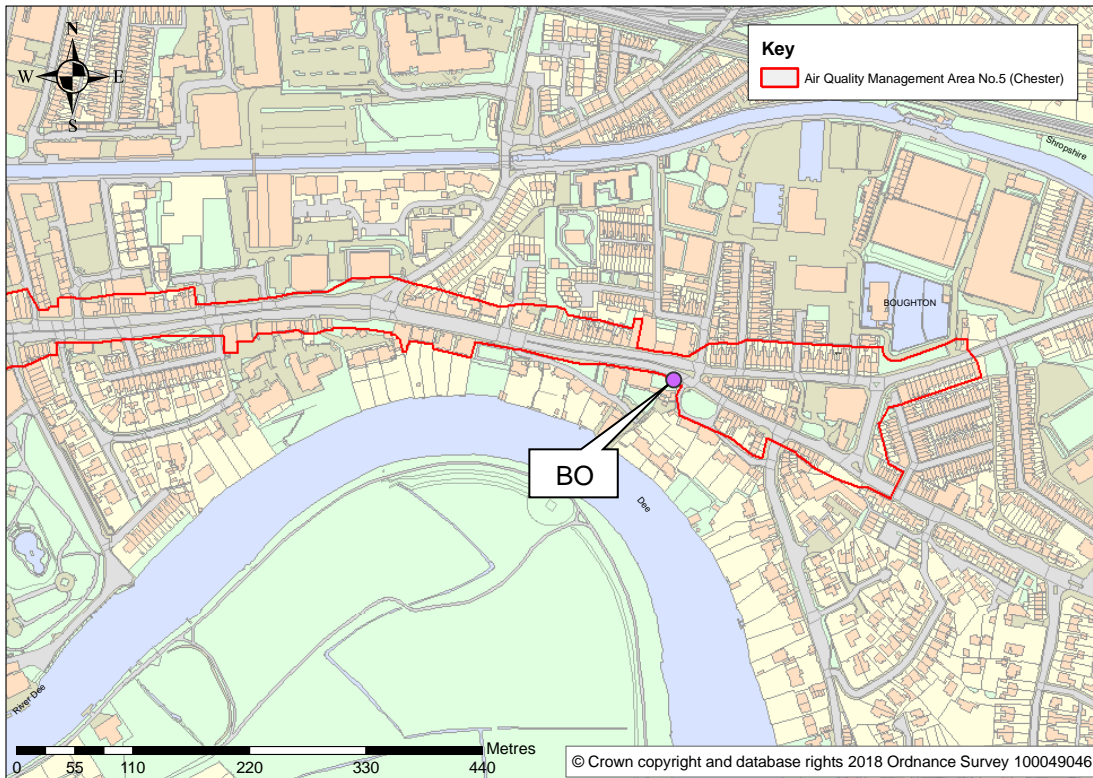 N
W E
S
Key
Air Quality Management Area No.5 (Chester)
Shropshire
BOUGHTON
BO
Dee
River Dee
Metres
0 55 110 220 330 440
© Crown copyright and database rights 2018 Ordnance Survey 100049046